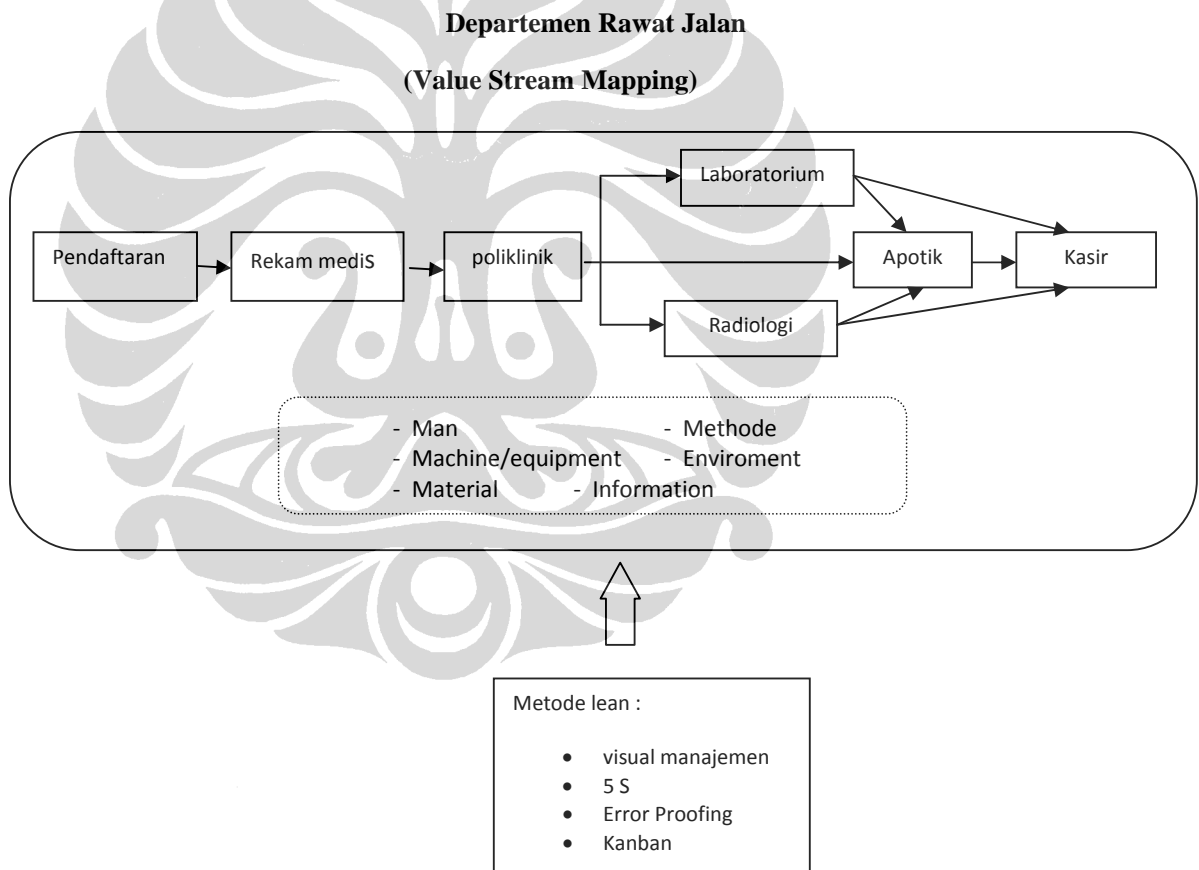 Departemen Rawat Jalan
(Value Stream Mapping)
Laboratorium
Pendaftaran
Rekam mediS
poliklinik
Apotik
Kasir
Radiologi
- Man - Methode
- Machine/equipment - Enviroment
- Material - Information
Metode lean :
• visual manajemen
• 5 S
• Error Proofing
• Kanban